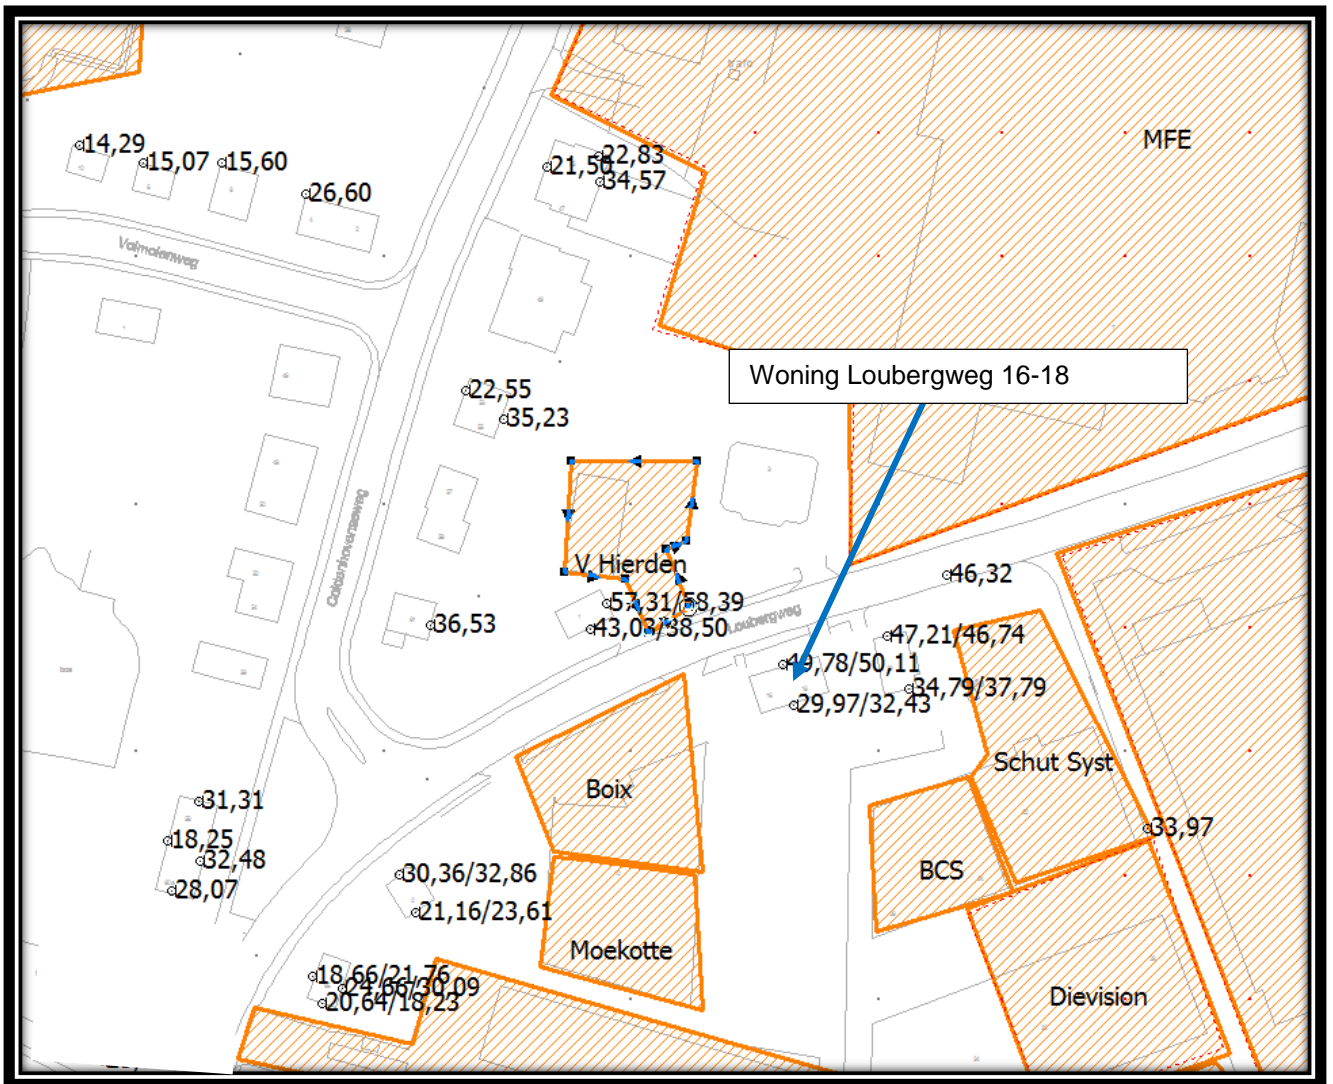 MFE
14,29
15,07
15,60
26,60
22,83
21,50
34,57
Valmolenweg
Woning Loubergweg 16-18
22,55
35,23
Coldenhovenseweg
V Hierden
46,32
57,31/58,39
36,53
43,03/38,50
Loubergweg
47,21/46,74
49,78/50,11
34,79/37,79
29,97/32,43
Schut Syst
Boix
31,31
18,25
33,97
32,48
BCS
30,36/32,86
28,07
21,16/23,61
Moekotte
18,66/21,76
24,66/30,09
20,64/18,23
Dievision